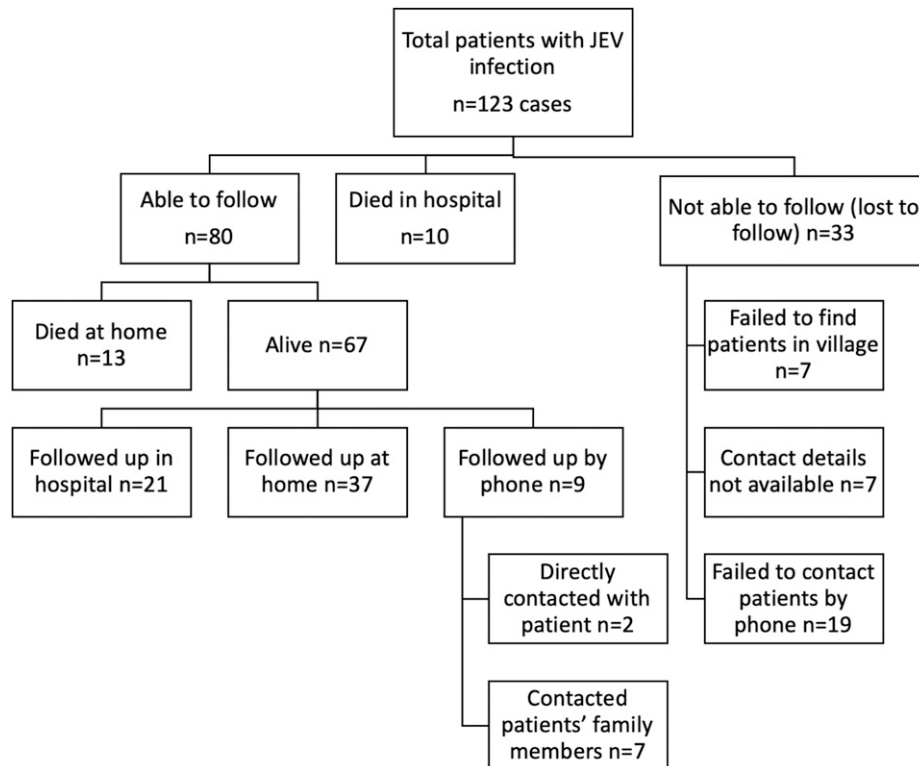 Total patients with JEV
infection
n=123 cases
Able to follow
n=80
Died in hospital
n=10
Not able to follow (lost to
follow) n=33
Died at home
n=13
Alive n=67
Failed to find
patients in village
n=7
Followed up in
hospital n=21
Followed up at
home n=37
Followed up by
phone n=9
Contact details
not available n=7
Directly
contacted with
patient n=2
Failed to contact
patients by
phone n=19
Contacted
patients’ family
members n=7